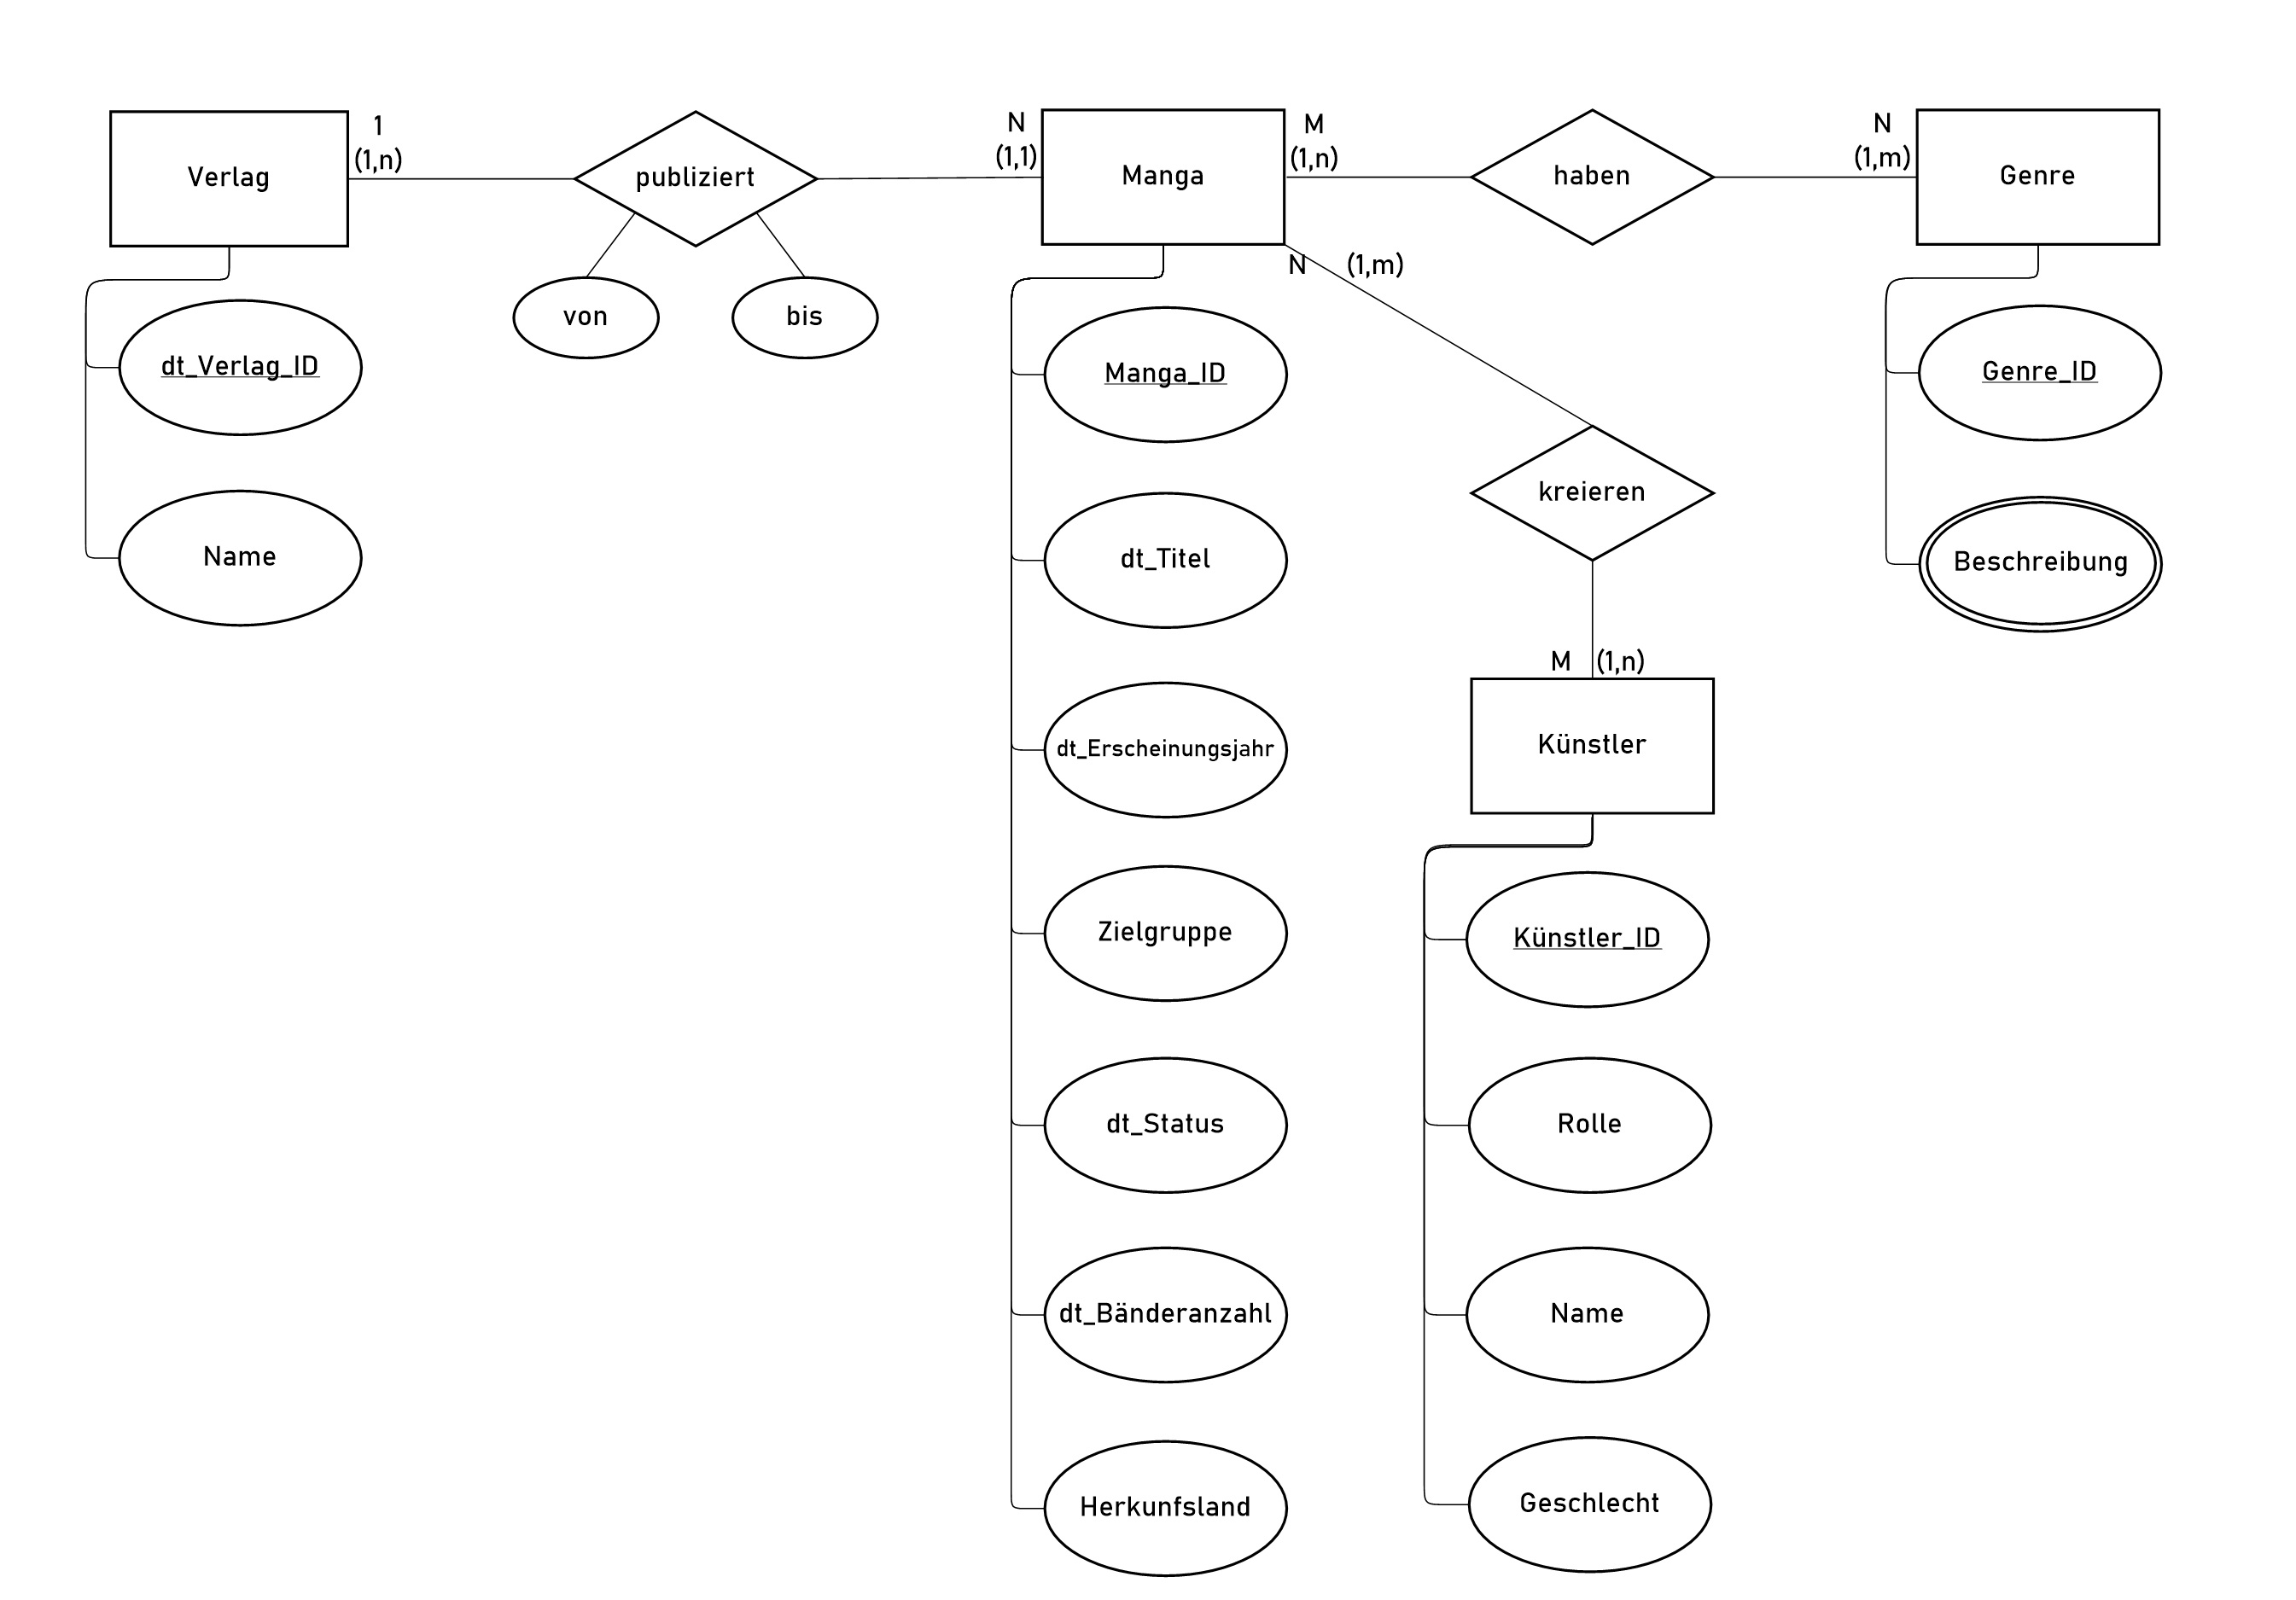 Verlag
1
(1,n)
publiziert
N
(1,1)
Manga
M
(1,n)
haben
N
(1,m)
Genre
von
bis
N
(1,m)
dt_Verlag_ID
Name
Manga_ID
dt_Titel
dt_Erscheinungsjahr
Zielgruppe
dt_Status
dt_Bänderanzahl
Herkunfsland
kreieren
M
(1,n)
Künstler
Künstler_ID
Rolle
Name
Geschlecht
Genre_ID
Beschreibung